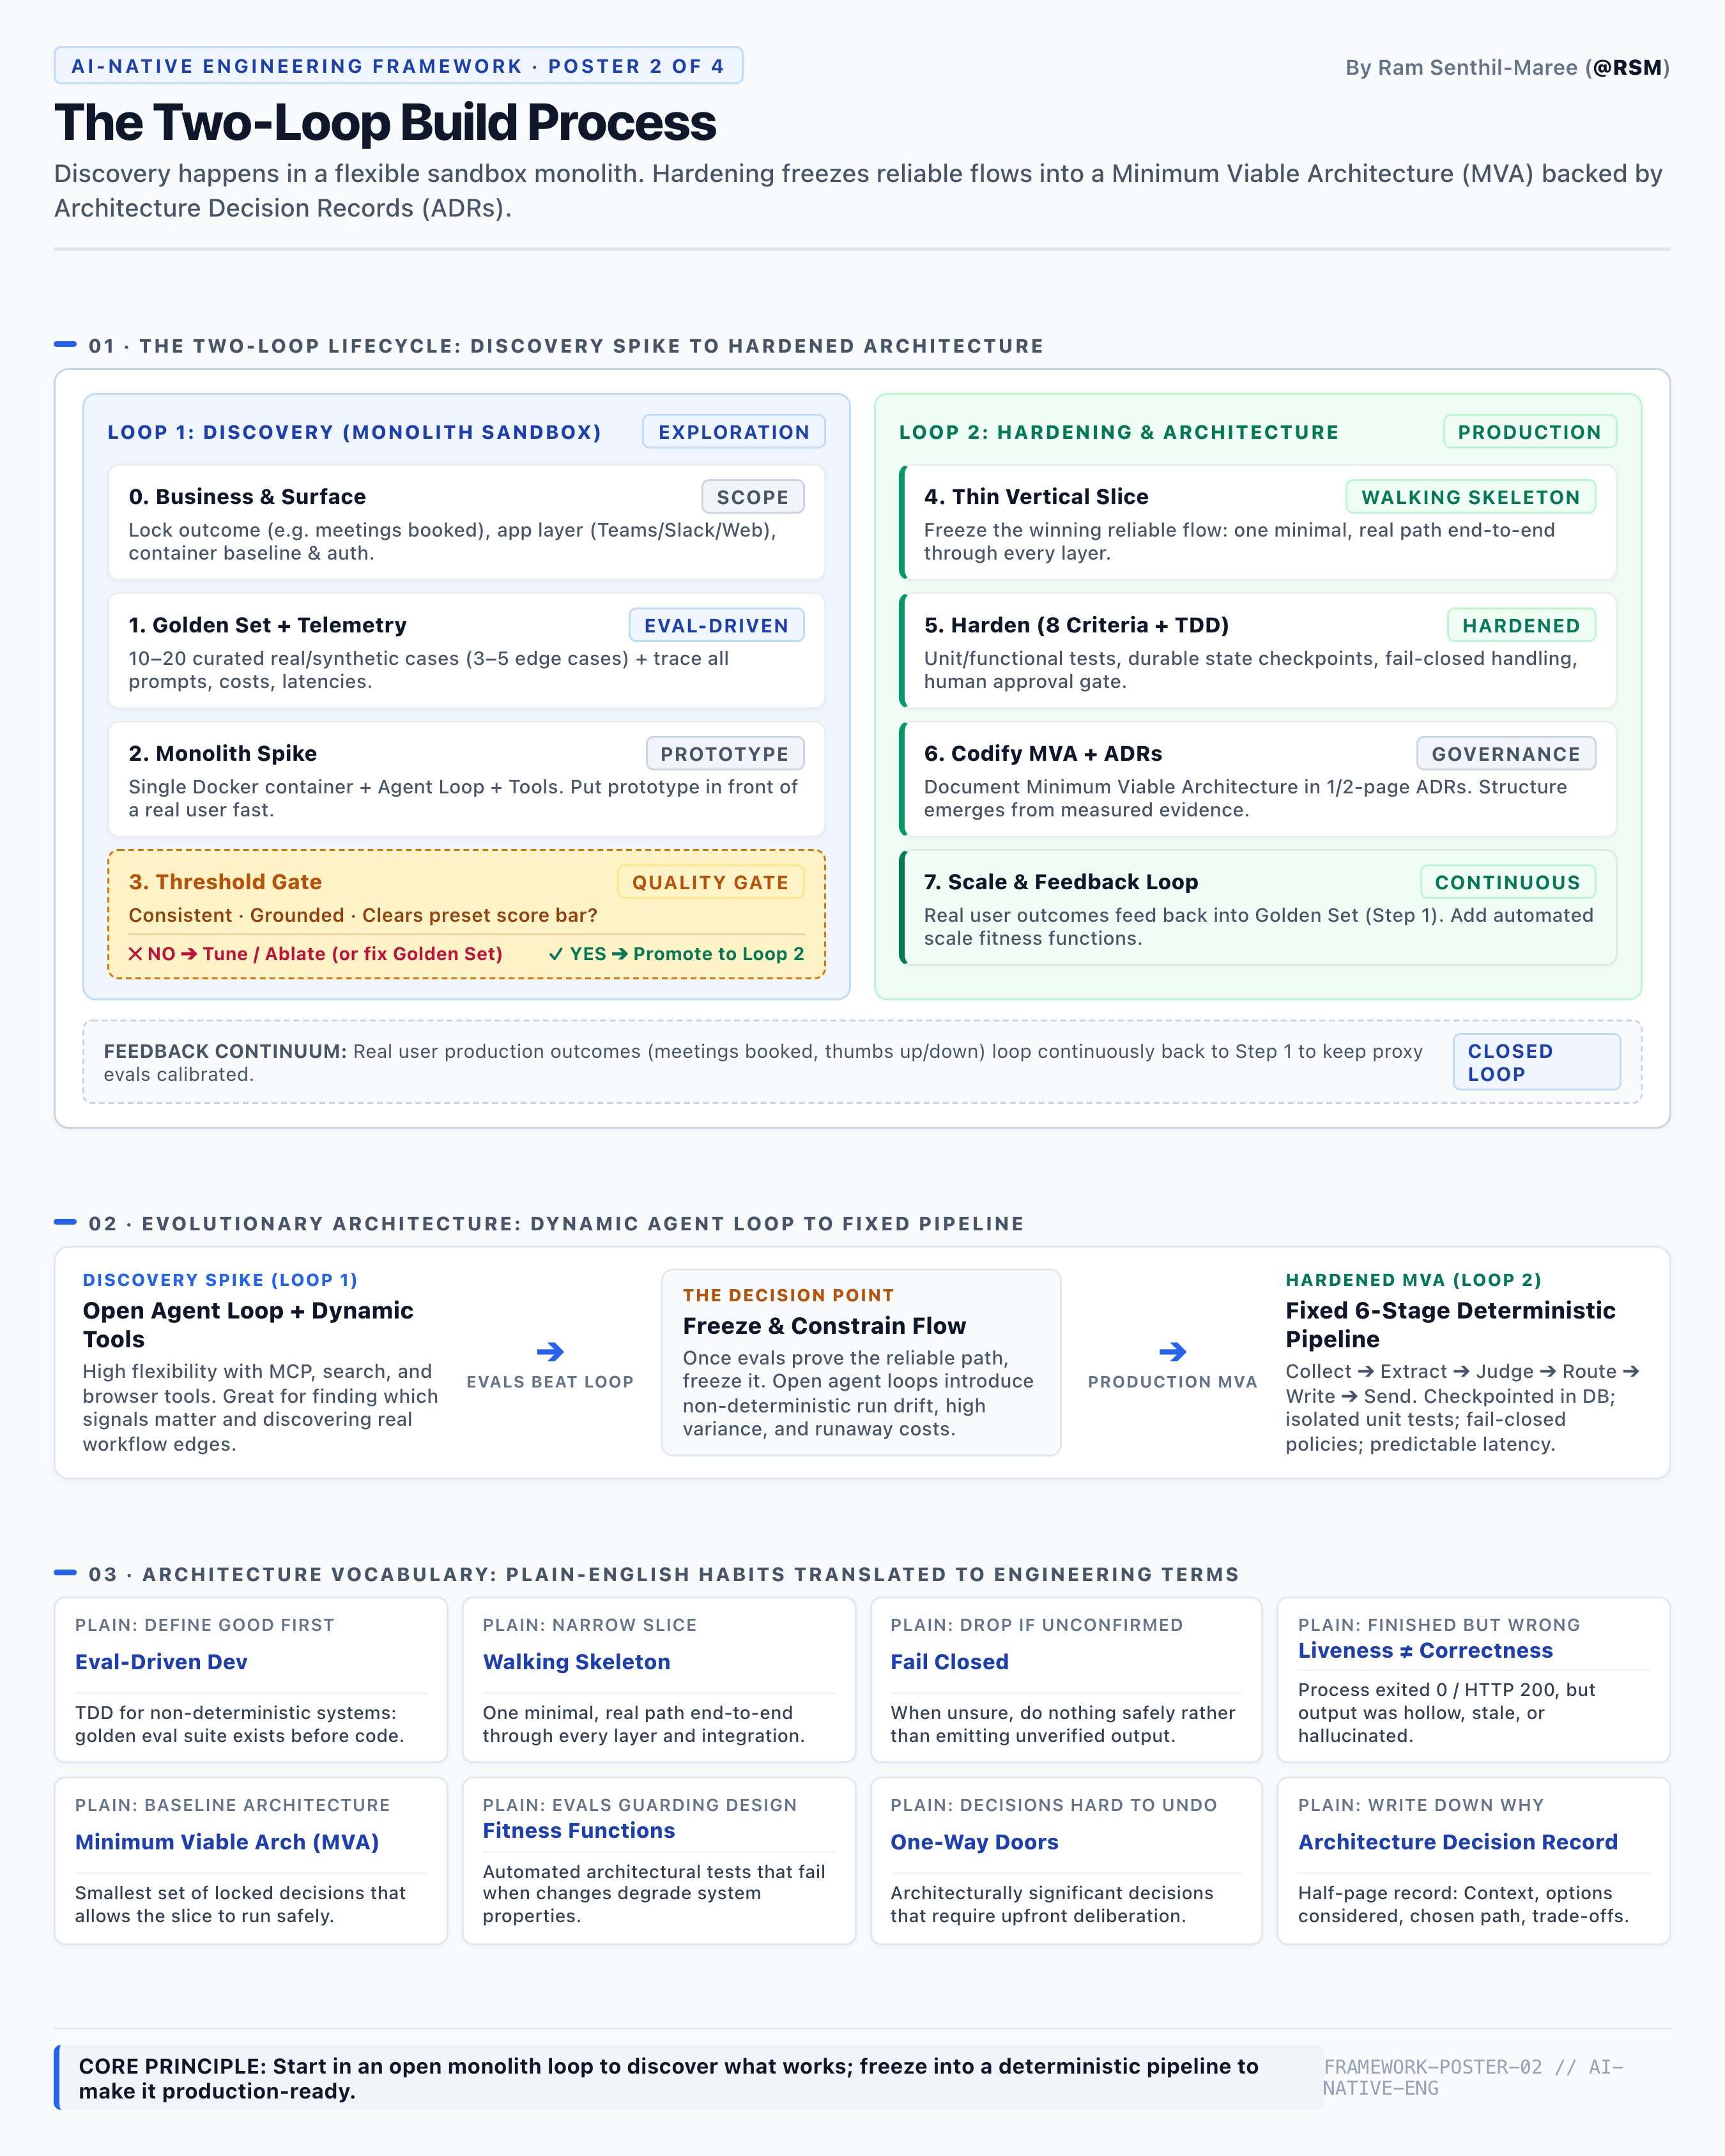 AI-NATIVE ENGINEERING FRAMEWORK · POSTER 2 OF 4
By Ram Senthil-Maree (@RSM)
The Two-Loop Build Process
Discovery happens in a flexible sandbox monolith. Hardening freezes reliable flows into a Minimum Viable Architecture (MVA) backed by
Architecture Decision Records (ADRs).
01 · THE TWO-LOOP LIFECYCLE: DISCOVERY SPIKE TO HARDENED ARCHITECTURE
LOOP 1: DISCOVERY (MONOLITH SANDBOX)
EXPLORATION
0. Business & Surface
SCOPE
Lock outcome (e.g. meetings booked), app layer (Teams/Slack/Web),
container baseline & auth.
1. Golden Set + Telemetry
EVAL-DRIVEN
10–20 curated real/synthetic cases (3–5 edge cases) + trace all
prompts, costs, latencies.
2. Monolith Spike
PROTOTYPE
Single Docker container + Agent Loop + Tools. Put prototype in front of
a real user fast.
3. Threshold Gate
QUALITY GATE
Consistent · Grounded · Clears preset score bar?
✕ NO ➔ Tune / Ablate (or fix Golden Set)
✓ YES ➔ Promote to Loop 2
LOOP 2: HARDENING & ARCHITECTURE
PRODUCTION
4. Thin Vertical Slice
WALKING SKELETON
Freeze the winning reliable flow: one minimal, real path end-to-end
through every layer.
5. Harden (8 Criteria + TDD)
HARDENED
Unit/functional tests, durable state checkpoints, fail-closed handling,
human approval gate.
6. Codify MVA + ADRs
GOVERNANCE
Document Minimum Viable Architecture in 1/2-page ADRs. Structure
emerges from measured evidence.
7. Scale & Feedback Loop
CONTINUOUS
Real user outcomes feed back into Golden Set (Step 1). Add automated
scale fitness functions.
FEEDBACK CONTINUUM: Real user production outcomes (meetings booked, thumbs up/down) loop continuously back to Step 1 to keep proxy
evals calibrated.
CLOSED
LOOP
02 · EVOLUTIONARY ARCHITECTURE: DYNAMIC AGENT LOOP TO FIXED PIPELINE
DISCOVERY SPIKE (LOOP 1)
Open Agent Loop + Dynamic
Tools
High flexibility with MCP, search, and
browser tools. Great for finding which
signals matter and discovering real
workflow edges.
➔
EVALS BEAT LOOP
THE DECISION POINT
Freeze & Constrain Flow
Once evals prove the reliable path,
freeze it. Open agent loops introduce
non-deterministic run drift, high
variance, and runaway costs.
➔
PRODUCTION MVA
HARDENED MVA (LOOP 2)
Fixed 6-Stage Deterministic
Pipeline
Collect ➔ Extract ➔ Judge ➔ Route ➔
Write ➔ Send. Checkpointed in DB;
isolated unit tests; fail-closed
policies; predictable latency.
03 · ARCHITECTURE VOCABULARY: PLAIN-ENGLISH HABITS TRANSLATED TO ENGINEERING TERMS
PLAIN: DEFINE GOOD FIRST
Eval-Driven Dev
TDD for non-deterministic systems:
golden eval suite exists before code.
PLAIN: NARROW SLICE
Walking Skeleton
One minimal, real path end-to-end
through every layer and integration.
PLAIN: DROP IF UNCONFIRMED
Fail Closed
When unsure, do nothing safely rather
than emitting unverified output.
PLAIN: FINISHED BUT WRONG
Liveness ≠ Correctness
Process exited 0 / HTTP 200, but
output was hollow, stale, or
hallucinated.
PLAIN: BASELINE ARCHITECTURE
Minimum Viable Arch (MVA)
Smallest set of locked decisions that
allows the slice to run safely.
PLAIN: EVALS GUARDING DESIGN
Fitness Functions
Automated architectural tests that fail
when changes degrade system
properties.
PLAIN: DECISIONS HARD TO UNDO
One-Way Doors
Architecturally significant decisions
that require upfront deliberation.
PLAIN: WRITE DOWN WHY
Architecture Decision Record
Half-page record: Context, options
considered, chosen path, trade-offs.
CORE PRINCIPLE: Start in an open monolith loop to discover what works; freeze into a deterministic pipeline to
make it production-ready.
FRAMEWORK-POSTER-02 // AI-
NATIVE-ENG